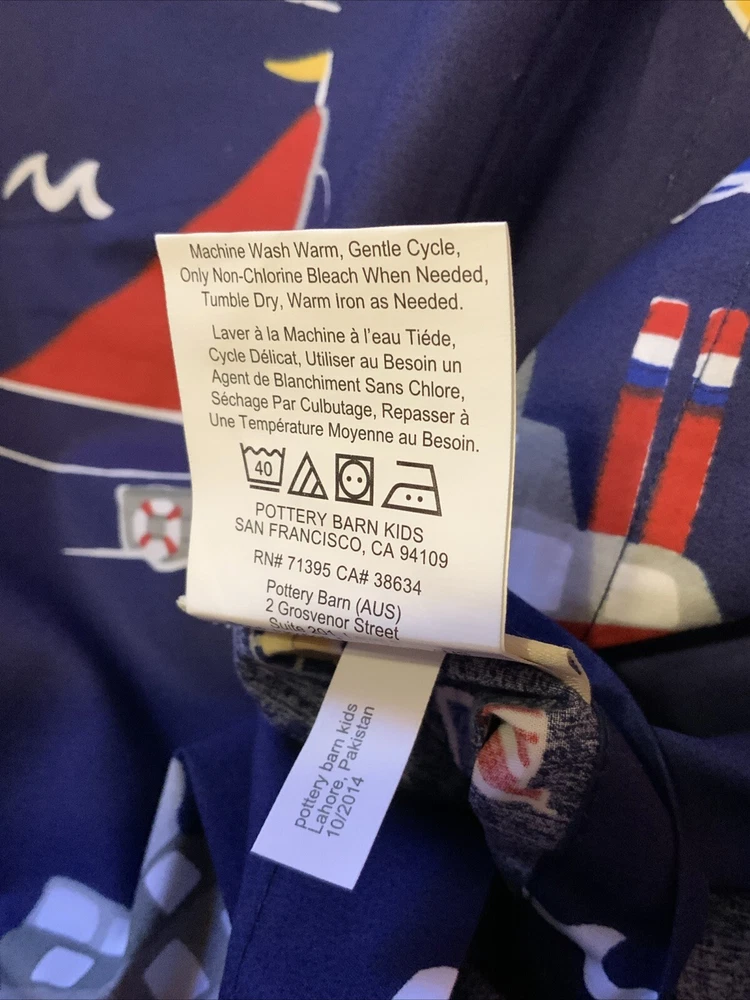 Machine Wash Warm, Gentle Cycle,
Only Non-Chlorine Bleach When Needed,
Tumble Dry, Warm Iron as Needed.
Laver à la Machine à l'eau Tiéde,
Cycle Délicat, Utiliser au Besoin un
Agent de Blanchiment Sans Chlore,
Séchage Par Culbutage, Repasser à
Une Température Moyenne au Besoin.
40
POTTERY BARN KIDS
SAN FRANCISCO, CA 94109
RN# 71395 CA# 38634
Pottery Barn (AUS)
2 Grosvenor Street
Suite 201
pottery barn kids
Lahore, Pakistan
10/2014